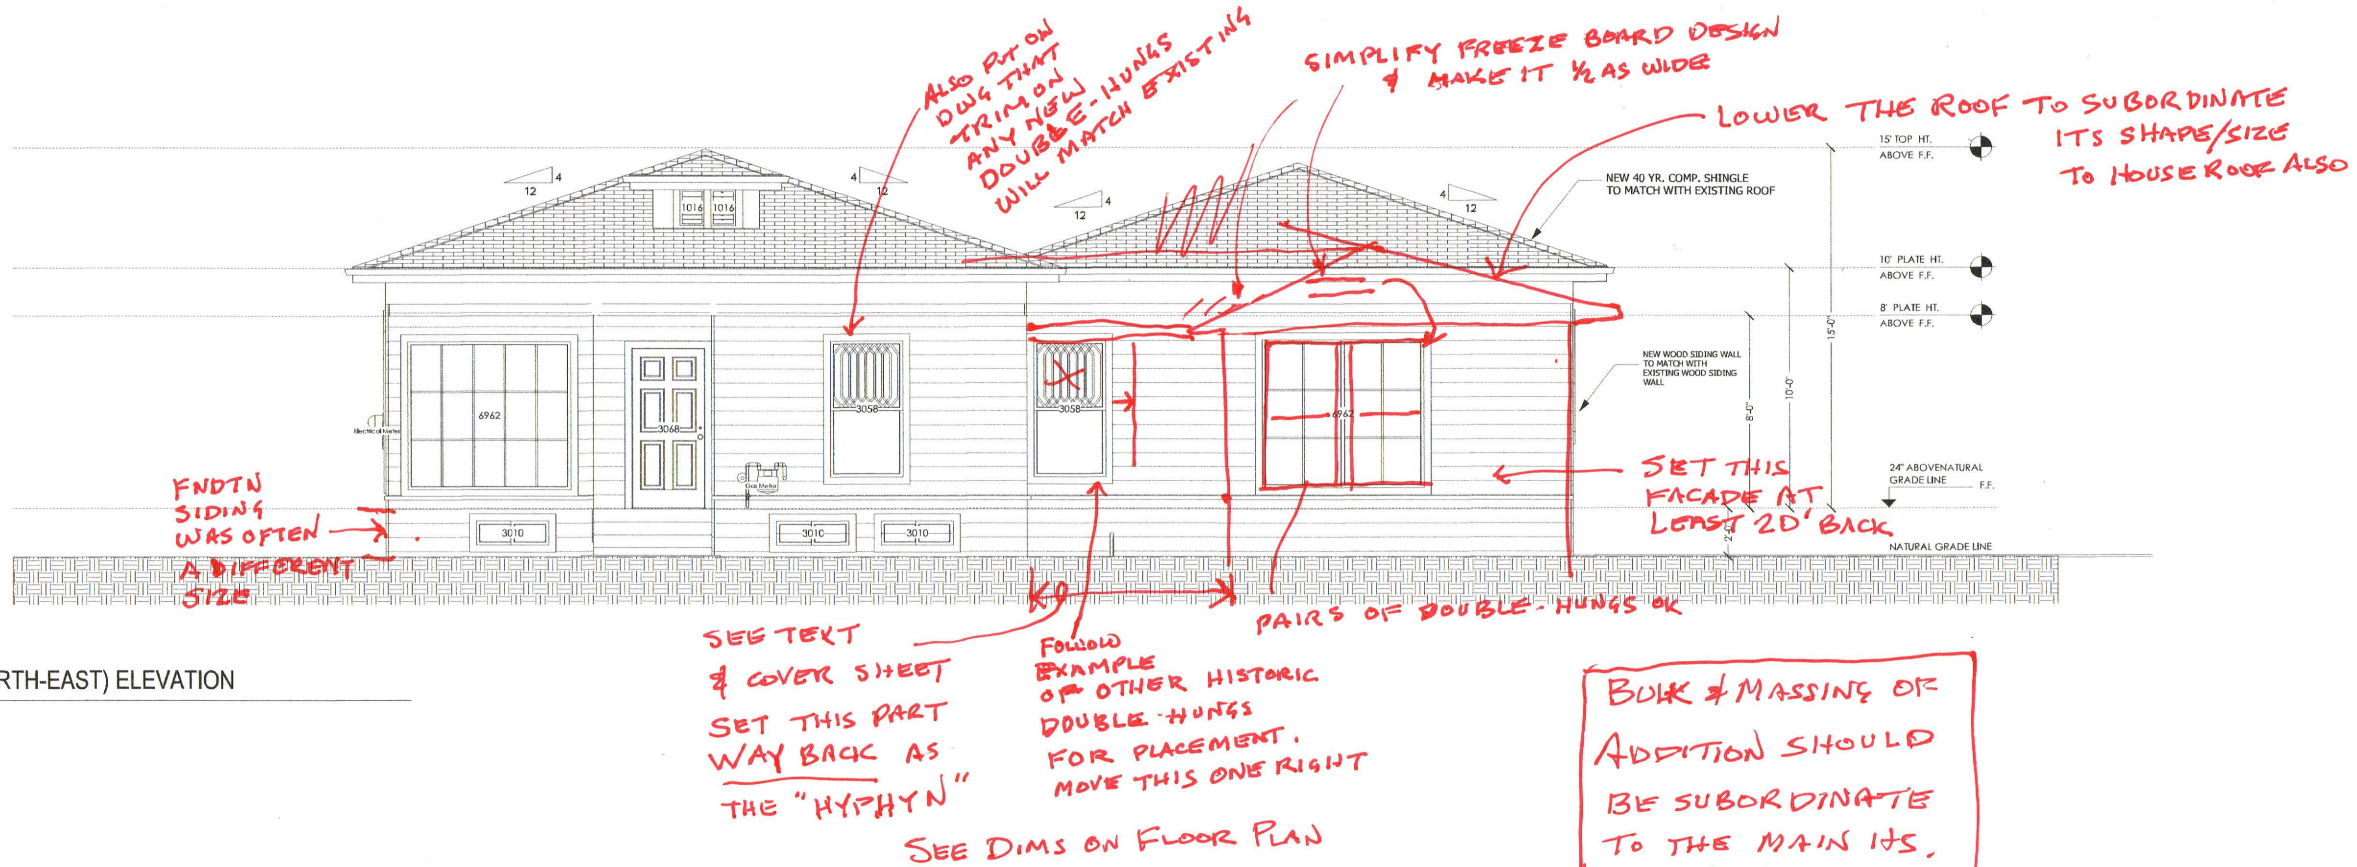 ALSO PUT ON
DWG THAT
TRIM ON
ANY NEW
DOUBLE-HUNGS
WILL MATCH EXISTING
SIMPLIFY FREEZE BOARD DESIGN
& MAKE IT 1/2 AS WIDE
LOWER THE ROOF TO SUBORDINATE
ITS SHAPE/SIZE
TO HOUSE ROOF ALSO
15' TOP HT.
ABOVE F.F.
4
12
4
12
4
12
4
12
1016
1016
NEW 40 YR. COMP. SHINGLE
TO MATCH WITH EXISTING ROOF
10' PLATE HT.
ABOVE F.F.
8' PLATE HT.
ABOVE F.F.
15'-0"
10'-0"
8'-0"
2'-0"
NEW WOOD SIDING WALL
TO MATCH WITH
EXISTING WOOD SIDING
WALL
6962
3068
3058
3058
6962
Electrical Meter
Gas Meter
24" ABOVENATURAL
GRADE LINE
F.F.
SET THIS
FACADE AT
LEAST 20' BACK
FNDTN
SIDING
WAS OFTEN
A DIFFERENT
SIZE
3010
3010
3010
NATURAL GRADE LINE
PAIRS OF DOUBLE-HUNGS OK
SEE TEXT
& COVER SHEET
SET THIS PART
WAY BACK AS
THE "HYPHYN"
FOLLOW
EXAMPLE
OF OTHER HISTORIC
DOUBLE-HUNGS
FOR PLACEMENT.
MOVE THIS ONE RIGHT
SEE DIMS ON FLOOR PLAN
RTH-EAST) ELEVATION
BULK & MASSING OF
ADDITION SHOULD
BE SUBORDINATE
TO THE MAIN HS.